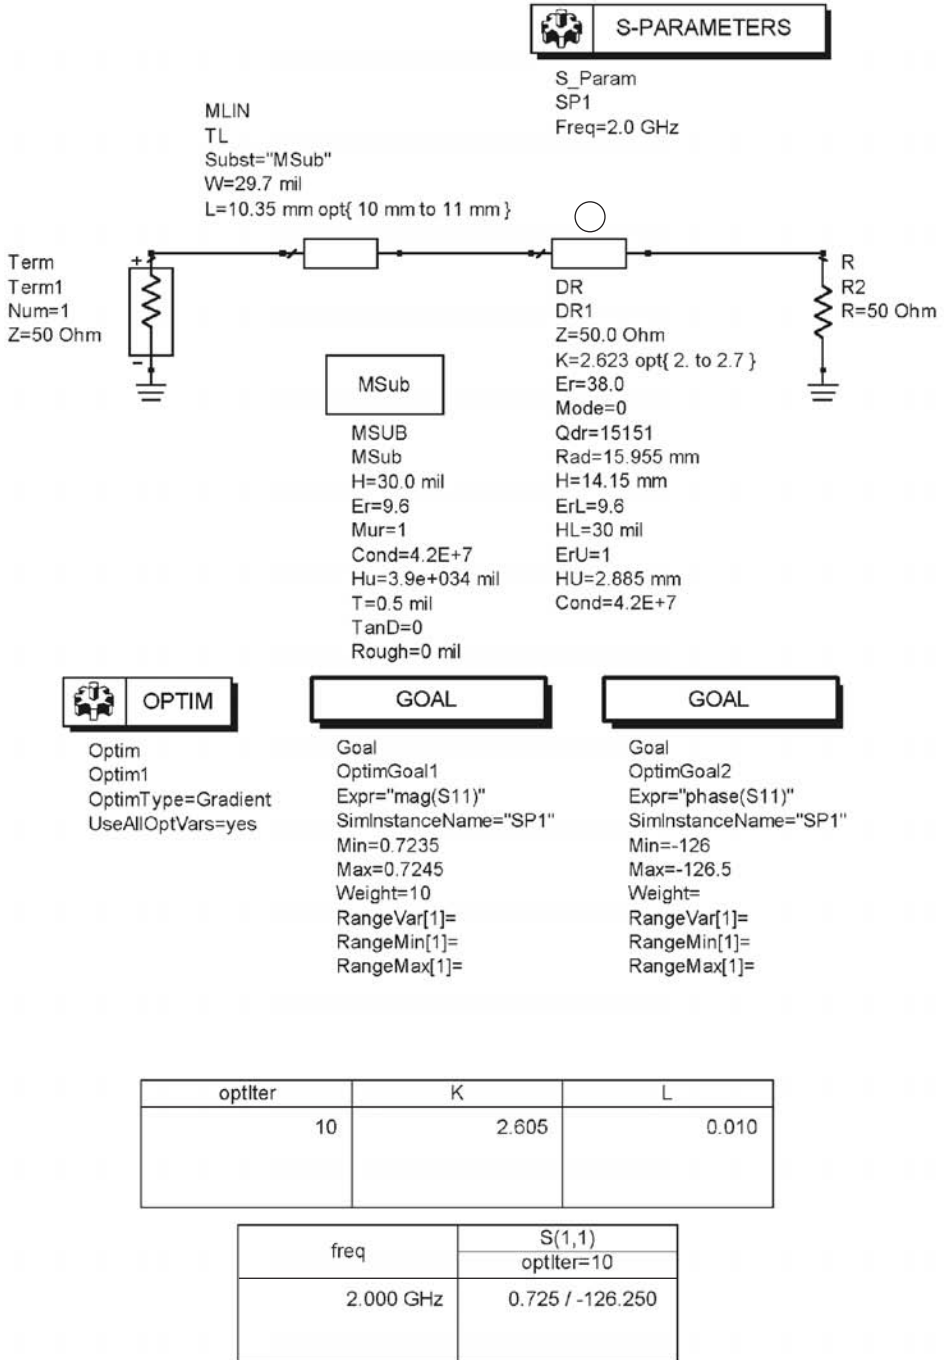 S-PARAMETERS
S_Param
SP1
Freq=2.0 GHz
MLIN
TL
Subst="MSub"
W=29.7 mil
L=10.35 mm opt{ 10 mm to 11 mm }
Term
Term1
Num=1
Z=50 Ohm
+
-
DR
DR1
Z=50.0 Ohm
K=2.623 opt{ 2. to 2.7 }
Er=38.0
Mode=0
Qdr=15151
Rad=15.955 mm
H=14.15 mm
ErL=9.6
HL=30 mil
ErU=1
HU=2.885 mm
Cond=4.2E+7
R
R2
R=50 Ohm
MSub
MSUB
MSub
H=30.0 mil
Er=9.6
Mur=1
Cond=4.2E+7
Hu=3.9e+034 mil
T=0.5 mil
TanD=0
Rough=0 mil
OPTIM
Optim
Optim1
OptimType=Gradient
UseAllOptVars=yes
GOAL
Goal
OptimGoal1
Expr="mag(S11)"
SimInstanceName="SP1"
Min=0.7235
Max=0.7245
Weight=10
RangeVar[1]=
RangeMin[1]=
RangeMax[1]=
GOAL
Goal
OptimGoal2
Expr="phase(S11)"
SimInstanceName="SP1"
Min=-126
Max=-126.5
Weight=
RangeVar[1]=
RangeMin[1]=
RangeMax[1]=
optIter K L
10 2.605 0.010
freq S(1,1)
optIter=10
2.000 GHz 0.725 / -126.250